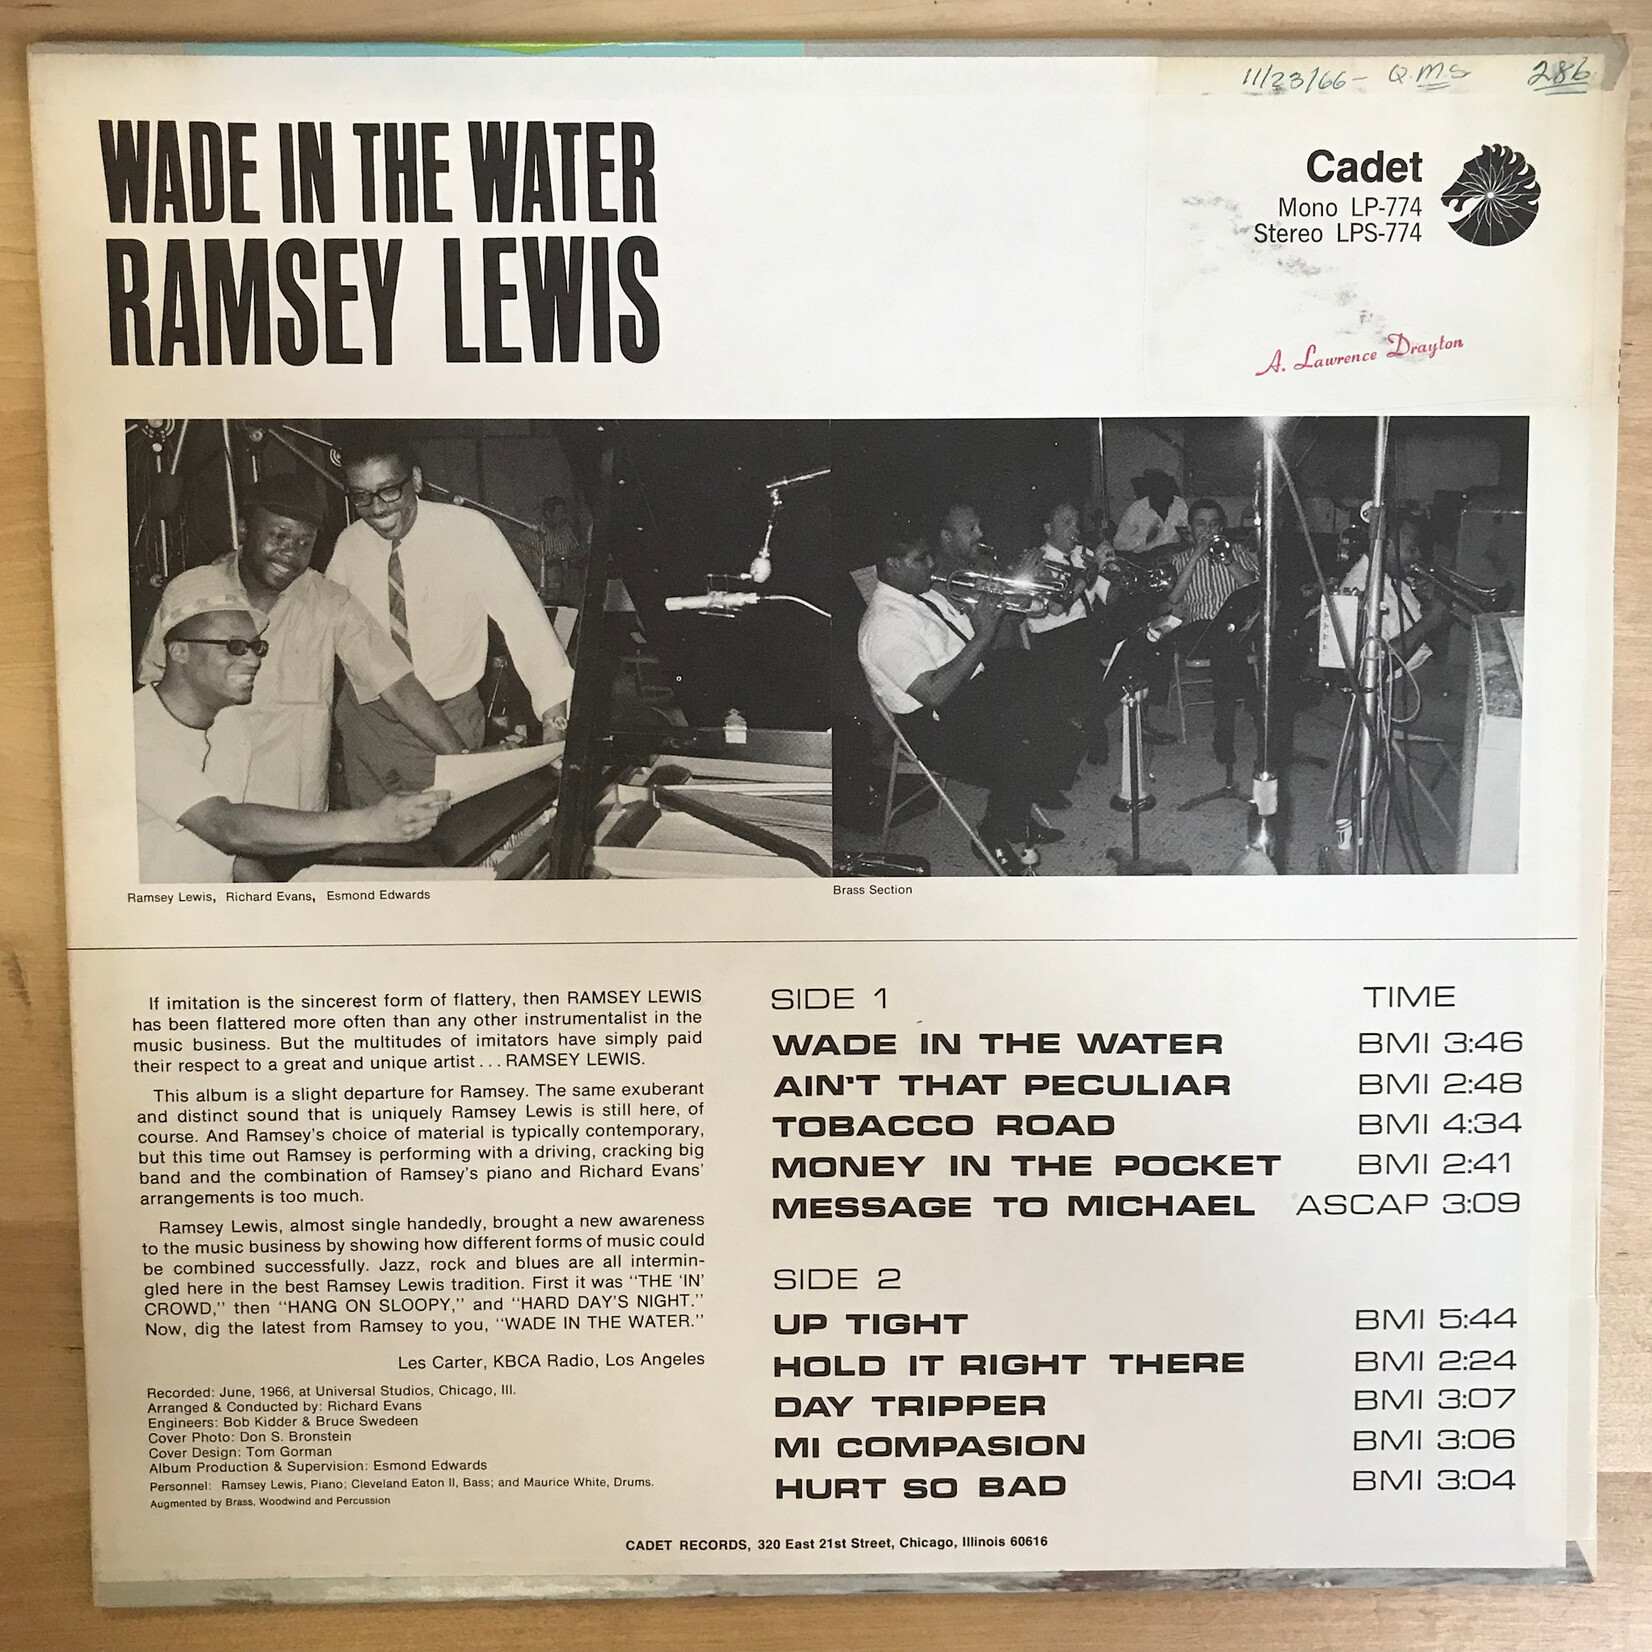 11/23/66- Q.M.S 286
WADE IN THE WATER
RAMSEY LEWIS
Cadet
Mono LP-774
Stereo LPS-774
A. Lawrence Drayton
Ramsey Lewis, Richard Evans, Esmond Edwards
Brass Section
If imitation is the sincerest form of flattery, then RAMSEY LEWIS
has been flattered more often than any other instrumentalist in the
music business. But the multitudes of imitators have simply paid
their respect to a great and unique artist . . . RAMSEY LEWIS.
This album is a slight departure for Ramsey. The same exuberant
and distinct sound that is uniquely Ramsey Lewis is still here, of
course. And Ramsey's choice of material is typically contemporary,
but this time out Ramsey is performing with a driving, cracking big
band and the combination of Ramsey's piano and Richard Evans'
arrangements is too much.
Ramsey Lewis, almost single handedly, brought a new awareness
to the music business by showing how different forms of music could
be combined successfully. Jazz, rock and blues are all intermin-
gled here in the best Ramsey Lewis tradition. First it was "THE 'IN'
CROWD," then "HANG ON SLOOPY," and "HARD DAY'S NIGHT."
Now, dig the latest from Ramsey to you, "WADE IN THE WATER."
Les Carter, KBCA Radio, Los Angeles
Recorded: June, 1966, at Universal Studios, Chicago, Ill.
Arranged & Conducted by: Richard Evans
Engineers: Bob Kidder & Bruce Swedeen
Cover Photo: Don S. Bronstein
Cover Design: Tom Gorman
Album Production & Supervision: Esmond Edwards
Personnel: Ramsey Lewis, Piano; Cleveland Eaton II, Bass; and Maurice White, Drums.
Augmented by Brass, Woodwind and Percussion
SIDE 1 TIME
WADE IN THE WATER BMI 3:46
AIN'T THAT PECULIAR BMI 2:48
TOBACCO ROAD BMI 4:34
MONEY IN THE POCKET BMI 2:41
MESSAGE TO MICHAEL ASCAP 3:09
SIDE 2
UP TIGHT BMI 5:44
HOLD IT RIGHT THERE BMI 2:24
DAY TRIPPER BMI 3:07
MI COMPASION BMI 3:06
HURT SO BAD BMI 3:04
CADET RECORDS, 320 East 21st Street, Chicago, Illinois 60616